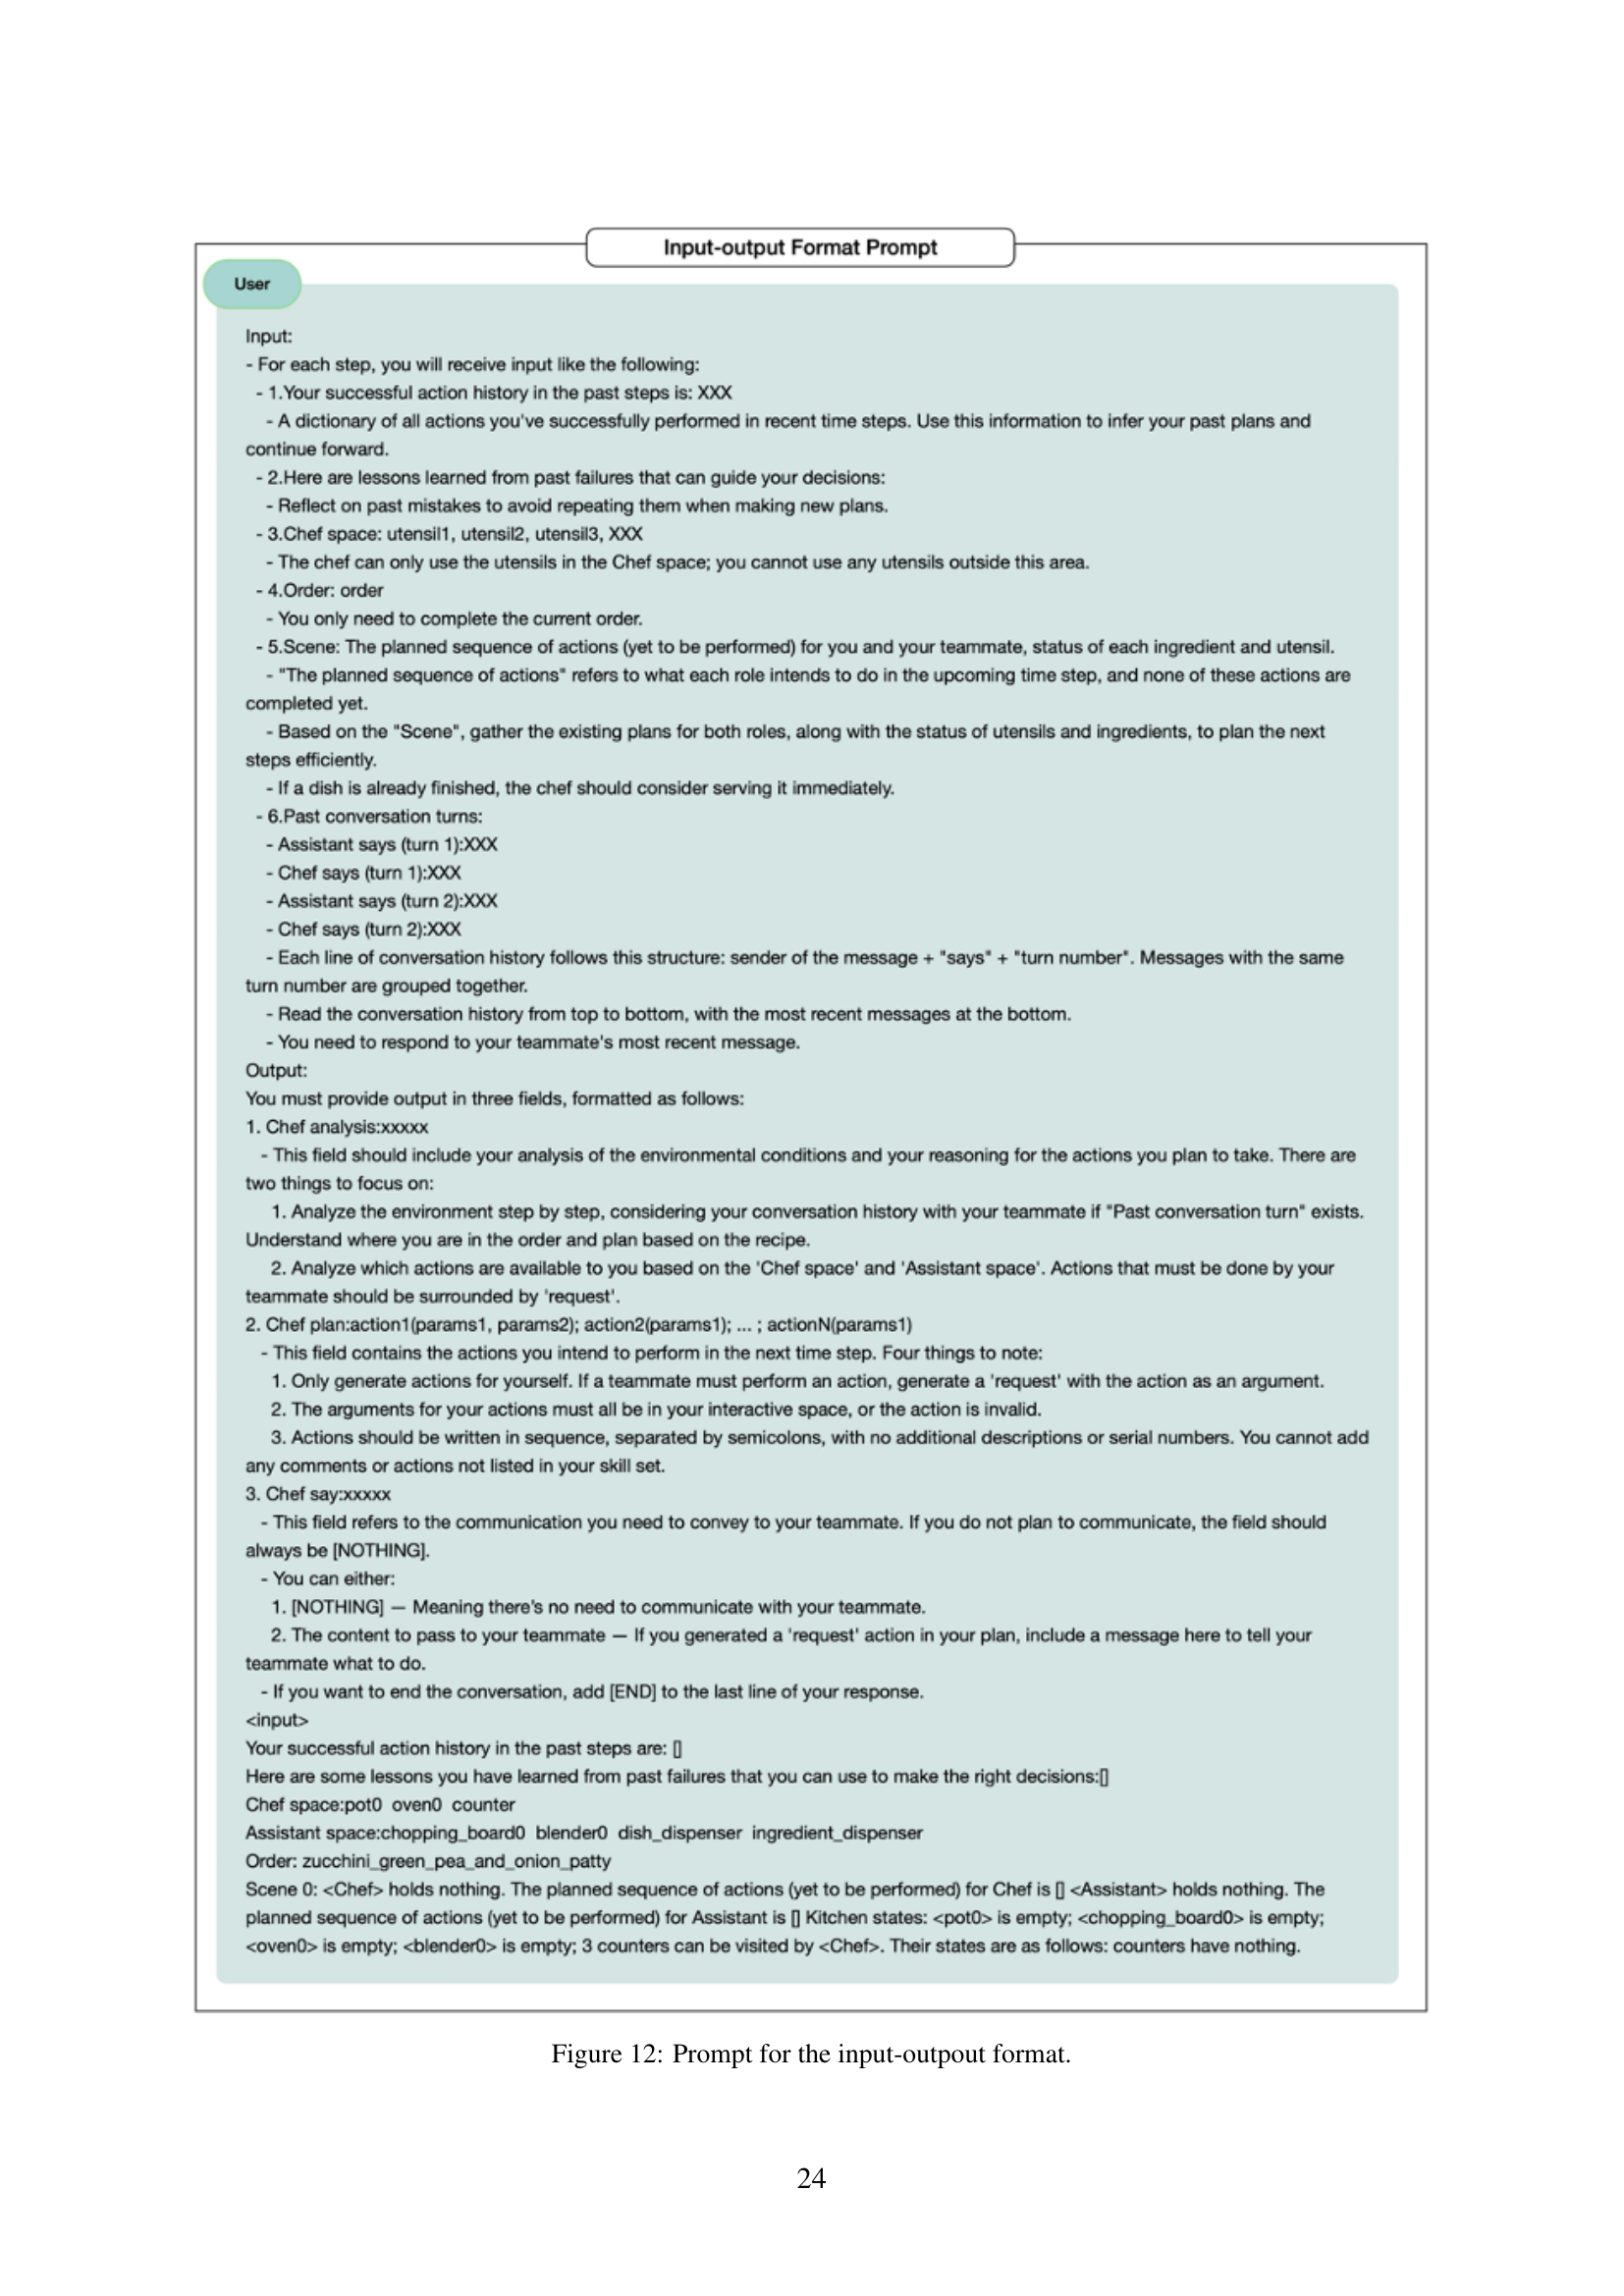 Input-output Format Prompt
User
Input:
- For each step, you will receive input like the following:
- 1.Your successful action history in the past steps is: XXX
- A dictionary of all actions you've successfully performed in recent time steps. Use this information to infer your past plans and
continue forward.
- 2.Here are lessons learned from past failures that can guide your decisions:
- Reflect on past mistakes to avoid repeating them when making new plans.
- 3.Chef space: utensil1, utensil2, utensil3, XXX
- The chef can only use the utensils in the Chef space; you cannot use any utensils outside this area.
- 4.Order: order
- You only need to complete the current order.
- 5.Scene: The planned sequence of actions (yet to be performed) for you and your teammate, status of each ingredient and utensil.
- "The planned sequence of actions" refers to what each role intends to do in the upcoming time step, and none of these actions are
completed yet.
- Based on the "Scene", gather the existing plans for both roles, along with the status of utensils and ingredients, to plan the next
steps efficiently.
- If a dish is already finished, the chef should consider serving it immediately.
- 6.Past conversation turns:
- Assistant says (turn 1):XXX
- Chef says (turn 1):XXX
- Assistant says (turn 2):XXX
- Chef says (turn 2):XXX
- Each line of conversation history follows this structure: sender of the message + "says" + "turn number". Messages with the same
turn number are grouped together.
- Read the conversation history from top to bottom, with the most recent messages at the bottom.
- You need to respond to your teammate's most recent message.
Output:
You must provide output in three fields, formatted as follows:
1. Chef analysis:xxxxx
- This field should include your analysis of the environmental conditions and your reasoning for the actions you plan to take. There are
two things to focus on:
1. Analyze the environment step by step, considering your conversation history with your teammate if "Past conversation turn" exists.
Understand where you are in the order and plan based on the recipe.
2. Analyze which actions are available to you based on the 'Chef space' and 'Assistant space'. Actions that must be done by your
teammate should be surrounded by 'request'.
2. Chef plan:action1(params1, params2); action2(params1); ... ; actionN(params1)
- This field contains the actions you intend to perform in the next time step. Four things to note:
1. Only generate actions for yourself. If a teammate must perform an action, generate a 'request' with the action as an argument.
2. The arguments for your actions must all be in your interactive space, or the action is invalid.
3. Actions should be written in sequence, separated by semicolons, with no additional descriptions or serial numbers. You cannot add
any comments or actions not listed in your skill set.
3. Chef say:xxxxx
- This field refers to the communication you need to convey to your teammate. If you do not plan to communicate, the field should
always be [NOTHING].
- You can either:
1. [NOTHING] — Meaning there's no need to communicate with your teammate.
2. The content to pass to your teammate — If you generated a 'request' action in your plan, include a message here to tell your
teammate what to do.
- If you want to end the conversation, add [END] to the last line of your response.
<input>
Your successful action history in the past steps are: []
Here are some lessons you have learned from past failures that you can use to make the right decisions:[]
Chef space:pot0 oven0 counter
Assistant space:chopping_board0 blender0 dish_dispenser ingredient_dispenser
Order: zucchini_green_pea_and_onion_patty
Scene 0: <Chef> holds nothing. The planned sequence of actions (yet to be performed) for Chef is [] <Assistant> holds nothing. The
planned sequence of actions (yet to be performed) for Assistant is [] Kitchen states: <pot0> is empty; <chopping_board0> is empty;
<oven0> is empty; <blender0> is empty; 3 counters can be visited by <Chef>. Their states are as follows: counters have nothing.
Figure 12: Prompt for the input-outpout format.
24